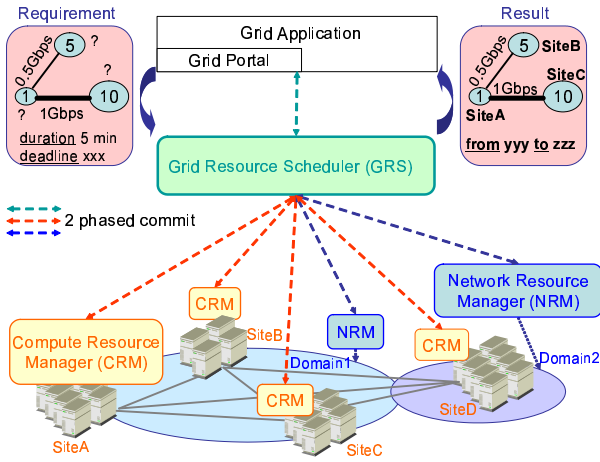 Requirement
Grid Application
Result
Grid Portal
?
5
?
0.5Gbps
1
10
1Gbps
?
duration 5 min
deadline xxx
5
SiteB
0.5Gbps
SiteC
1
1Gbps
10
SiteA
from yyy to zzz
Grid Resource Scheduler (GRS)
2 phased commit
Network Resource
Manager (NRM)
CRM
SiteB
NRM
CRM
Compute Resource
Manager (CRM)
Domain1
Domain2
CRM
SiteD
SiteA
SiteC